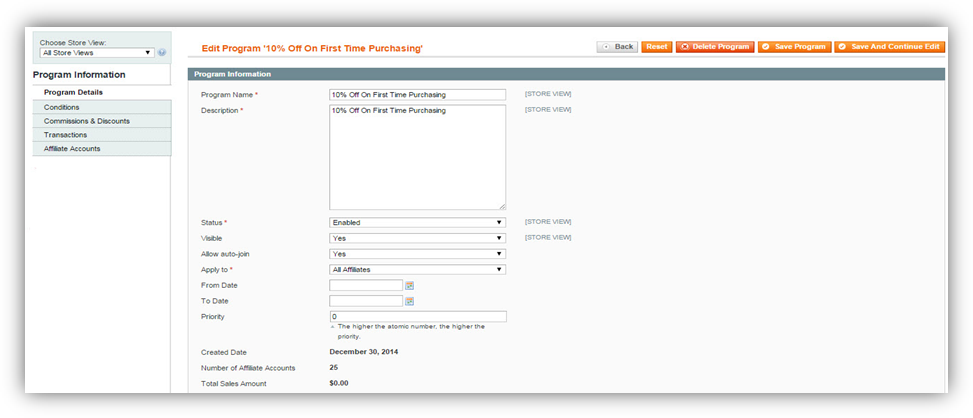 Choose Store View:
All Store Views
Program Information
Program Details
Conditions
Commissions & Discounts
Transactions
Affiliate Accounts
Edit Program '10% Off On First Time Purchasing'
Back Reset Delete Program Save Program Save And Continue Edit
Program Information
Program Name * 10% Off On First Time Purchasing [STORE VIEW]
Description * 10% Off On First Time Purchasing [STORE VIEW]
Status * Enabled [STORE VIEW]
Visible Yes [STORE VIEW]
Allow auto-join Yes
Apply to * All Affiliates
From Date
To Date
Priority 0
The higher the atomic number, the higher the
priority.
Created Date December 30, 2014
Number of Affiliate Accounts 25
Total Sales Amount $0.00